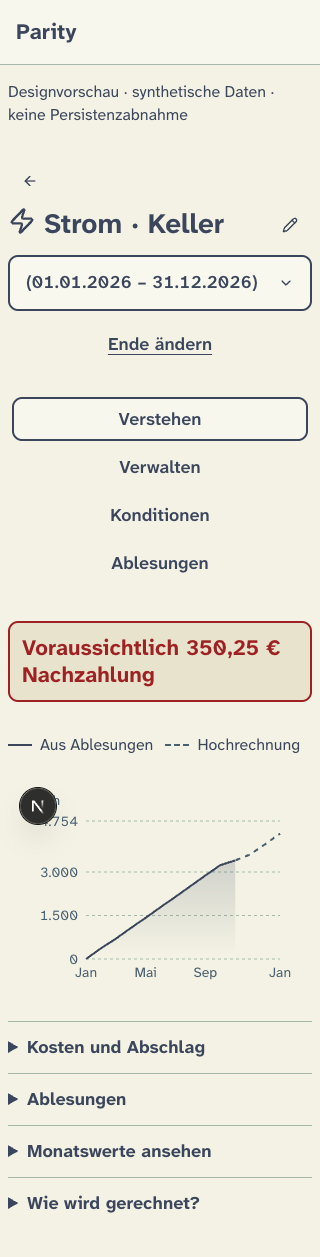 Parity
Designvorschau · synthetische Daten ·
keine Persistenzabnahme
←
Strom · Keller
(01.01.2026 – 31.12.2026)
Ende ändern
Verstehen
Verwalten
Konditionen
Ablesungen
Voraussichtlich 350,25 €
Nachzahlung
Aus Ablesungen Hochrechnung
N
.754
3.000
1.500
0
Jan Mai Sep Jan
Kosten und Abschlag
Ablesungen
Monatswerte ansehen
Wie wird gerechnet?